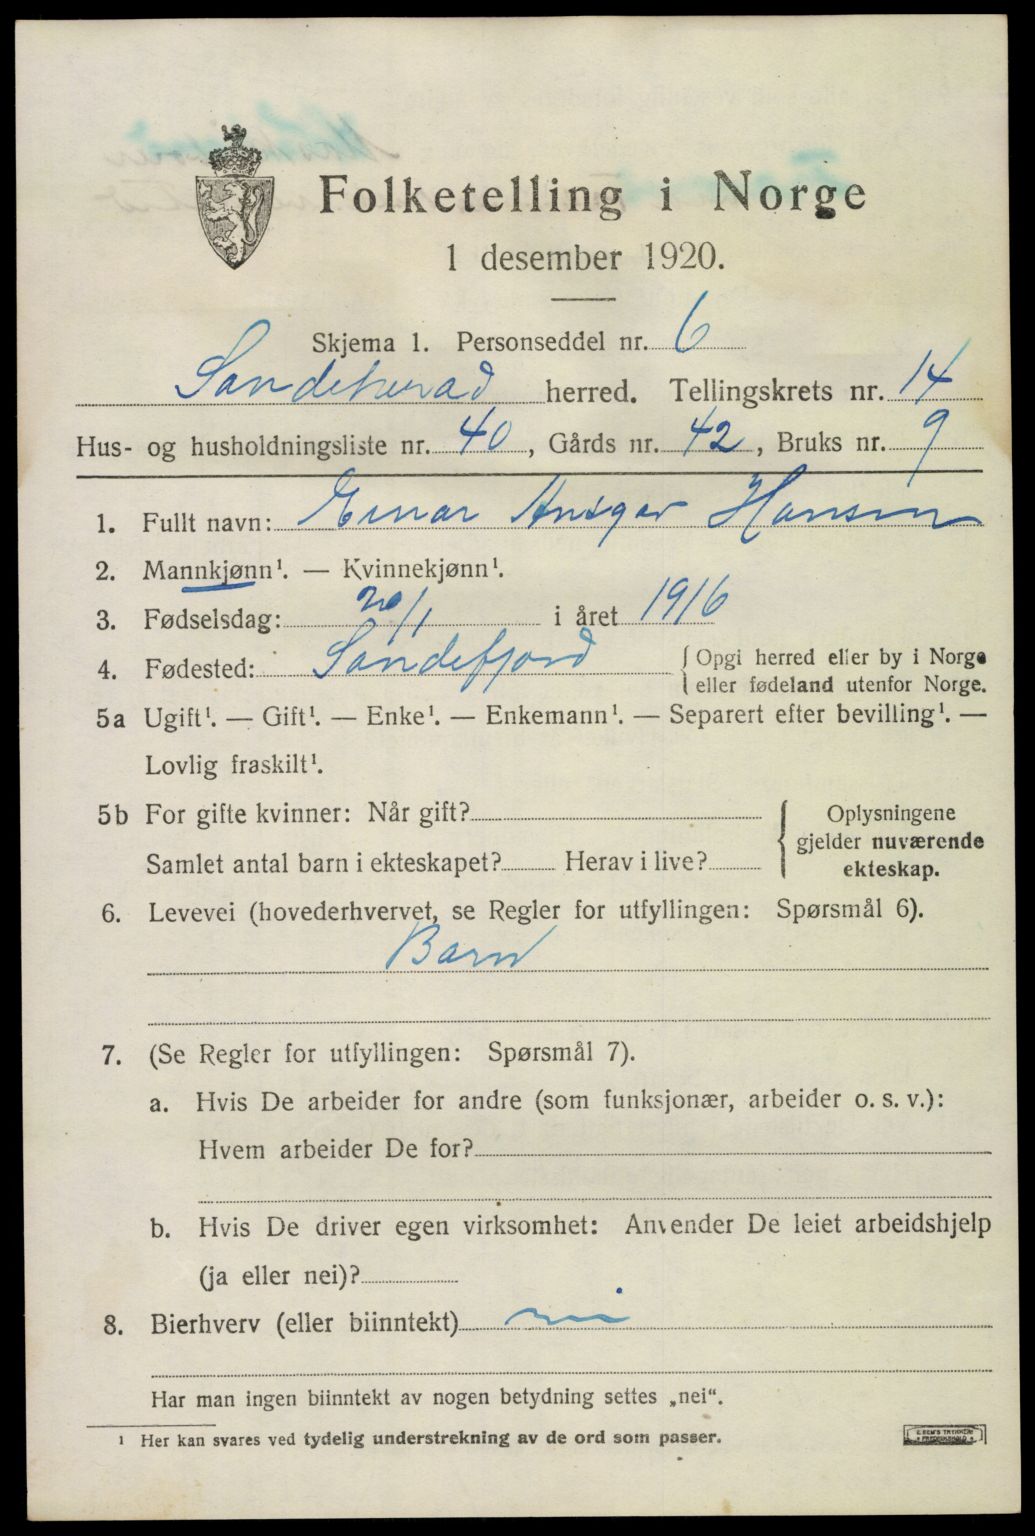 Folketelling i Norge
1 desember 1920.
Skjema 1. Personseddel nr. 6
Sandeherad herred. Tellingskrets nr. 14
Hus- og husholdningsliste nr. 40, Gårds nr. 42, Bruks nr. 9
1. Fullt navn: Einar Ansgar Hansen
2. Mannkjønn¹. — Kvinnekjønn¹.
3. Fødselsdag: 20/1 i året 1916
4. Fødested: Sandefjord { Opgi herred eller by i Norge
eller fødeland utenfor Norge.
5a Ugift¹. — Gift¹. — Enke¹. — Enkemann¹. — Separert efter bevilling¹. —
Lovlig fraskilt¹.
5b For gifte kvinner: Når gift? { Oplysningene
gjelder nuværende
Samlet antal barn i ekteskapet? Herav i live? ekteskap.
6. Levevei (hovederhvervet, se Regler for utfyllingen: Spørsmål 6).
Barn
7. (Se Regler for utfyllingen: Spørsmål 7).
a. Hvis De arbeider for andre (som funksjonær, arbeider o. s. v.):
Hvem arbeider De for?
b. Hvis De driver egen virksomhet: Anvender De leiet arbeidshjelp
(ja eller nei)?
8. Bierhverv (eller biinntekt) nei
Har man ingen biinntekt av nogen betydning settes „nei“.
¹ Her kan svares ved tydelig understrekning av de ord som passer.